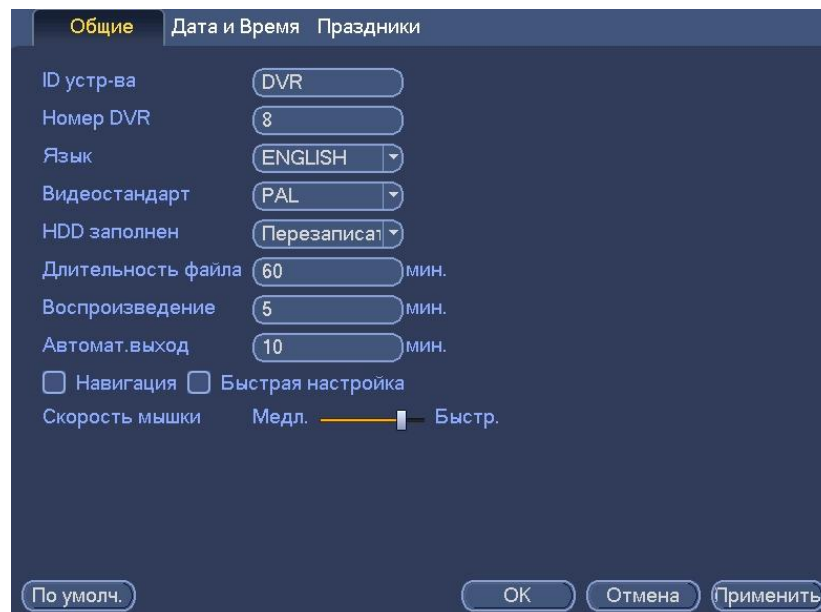 Общие Дата и Время Праздники
ID устр-ва DVR
Номер DVR 8
Язык ENGLISH
Видеостандарт PAL
HDD заполнен Перезаписат
Длительность файла 60 мин.
Воспроизведение 5 мин.
Автомат.выход 10 мин.
Навигация Быстрая настройка
Скорость мышки Медл. Быстр.
По умолч. OK Отмена Применить